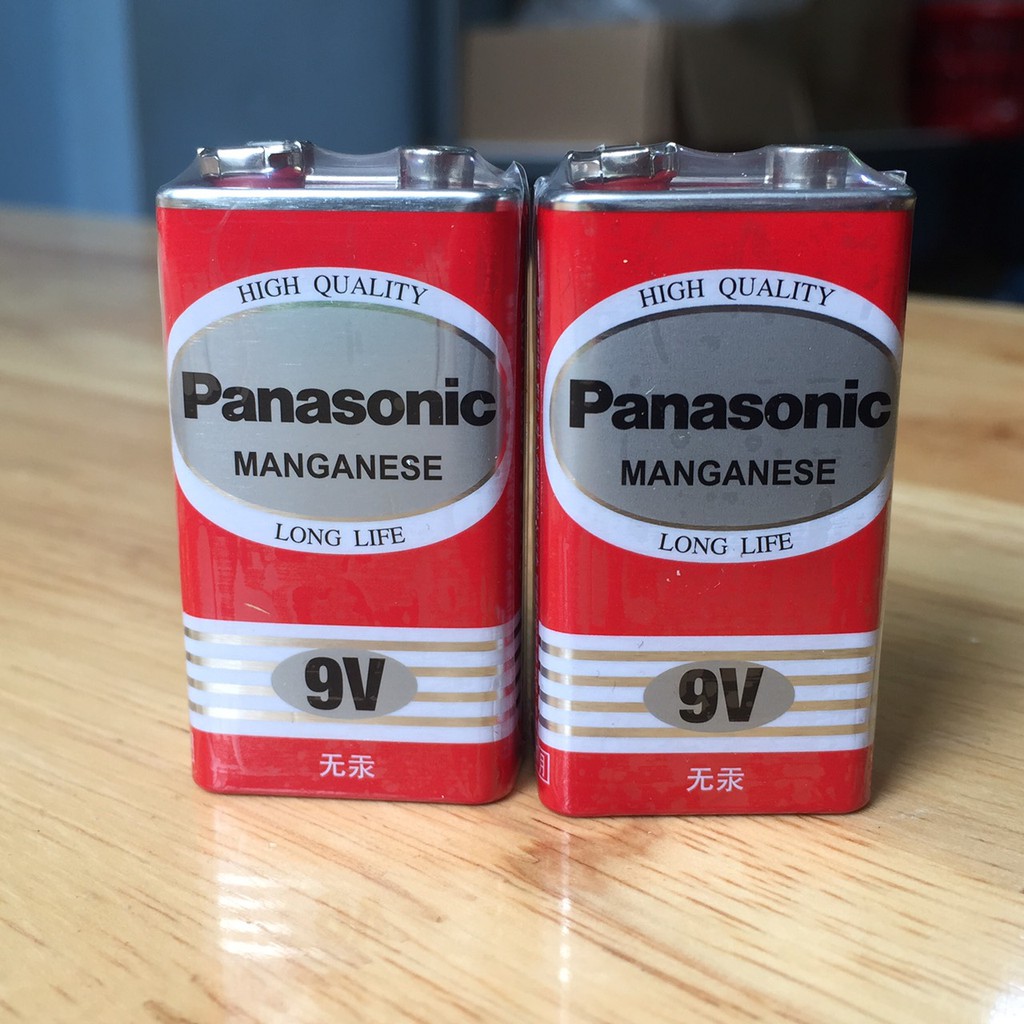 HIGH QUALITY
Panasonic
MANGANESE
LONG LIFE
9V
无汞
HIGH QUALITY
Panasonic
MANGANESE
LONG LIFE
9V
无汞